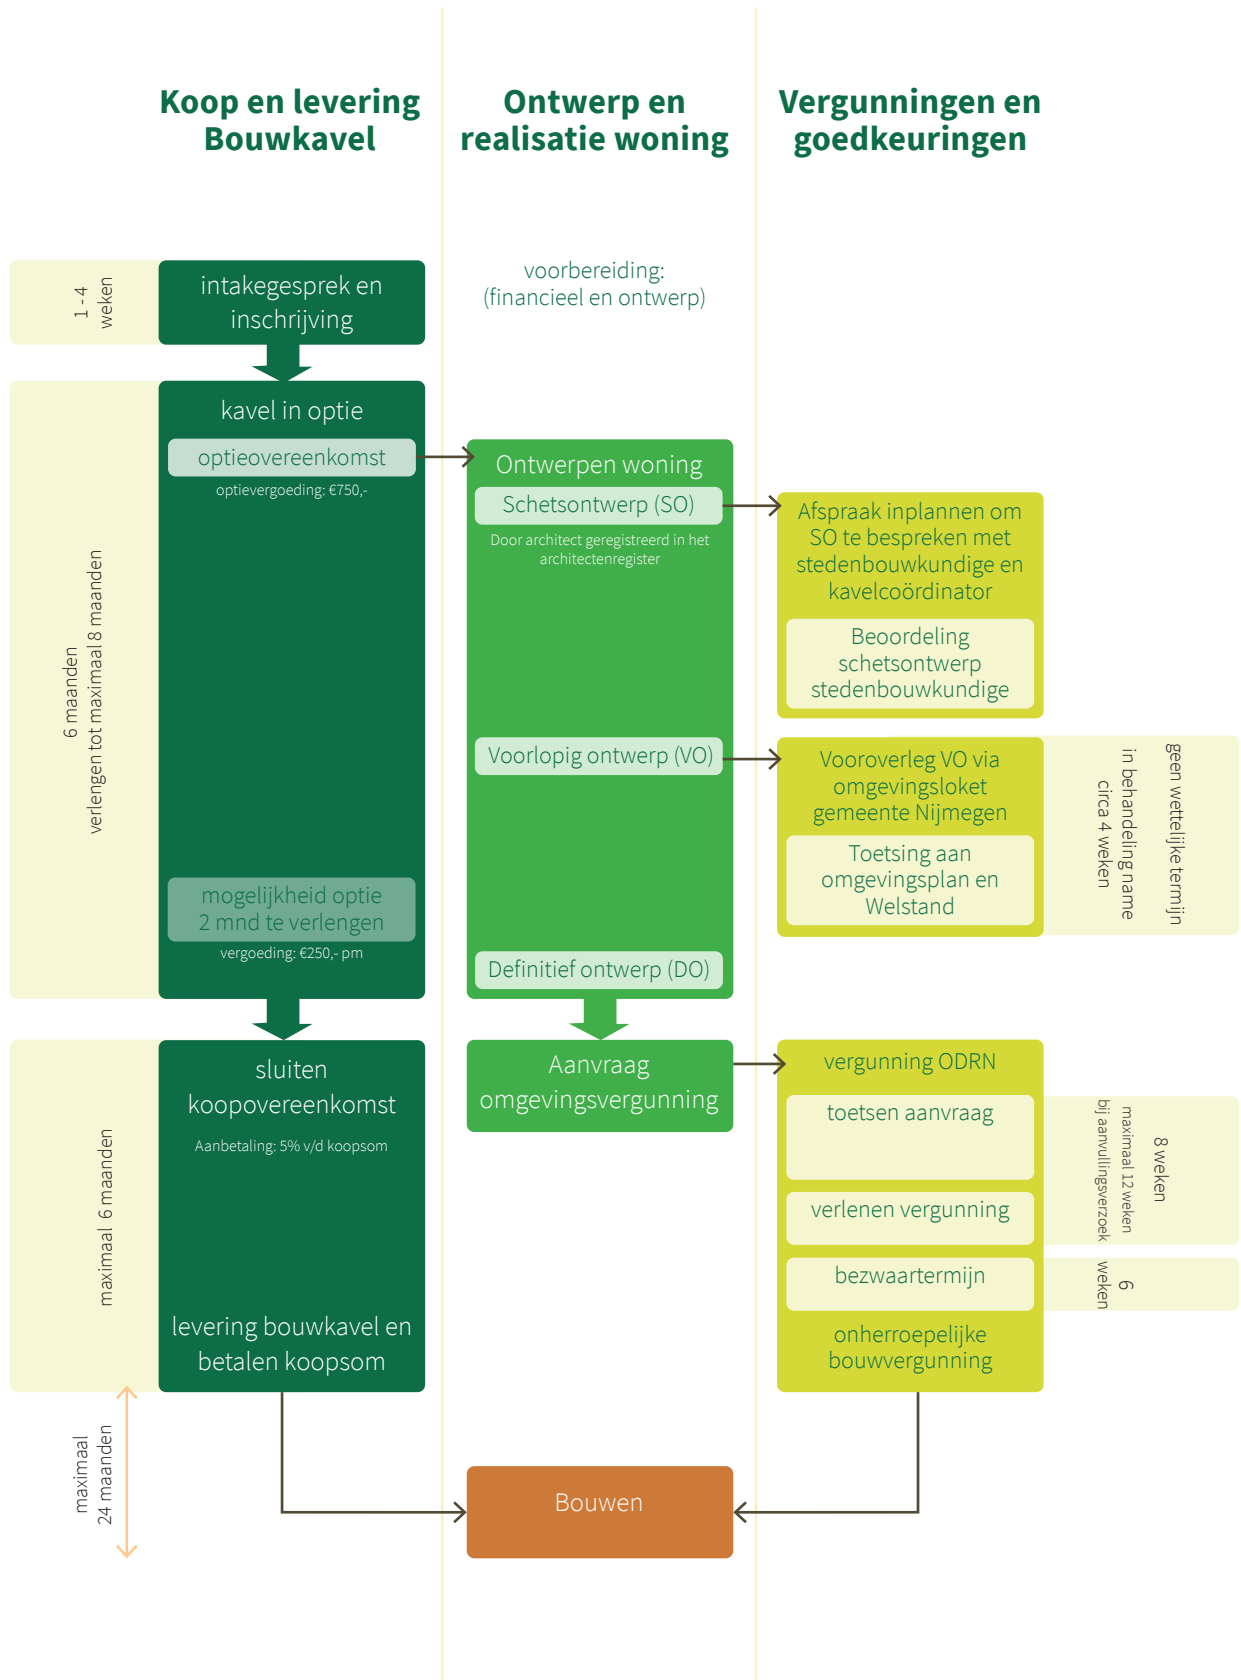 Koop en levering
Bouwkavel
Ontwerp en
realisatie woning
Vergunningen en
goedkeuringen
1 - 4
weken
intakegesprek en
inschrijving
voorbereiding:
(financieel en ontwerp)
6 maanden
verlengen tot maximaal 8 maanden
kavel in optie
optieovereenkomst
optievergoeding: €750,-
mogelijkheid optie
2 mnd te verlengen
vergoeding: €250,- pm
Ontwerpen woning
Schetsontwerp (SO)
Door architect geregistreerd in het
architectenregister
Voorlopig ontwerp (VO)
Definitief ontwerp (DO)
Afspraak inplannen om
SO te bespreken met
stedenbouwkundige en
kavelcoördinator
Beoordeling
schetsontwerp
stedenbouwkundige
Vooroverleg VO via
omgevingsloket
gemeente Nijmegen
Toetsing aan
omgevingsplan en
Welstand
geen wettelijke termijn
in behandeling name
circa 4 weken
maximaal 6 maanden
sluiten
koopovereenkomst
Aanbetaling: 5% v/d koopsom
levering bouwkavel en
betalen koopsom
Aanvraag
omgevingsvergunning
vergunning ODRN
toetsen aanvraag
verlenen vergunning
bezwaartermijn
onherroepelijke
bouwvergunning
8 weken
maximaal 12 weken
bij aanvullingsverzoek
6
weken
maximaal
24 maanden
Bouwen